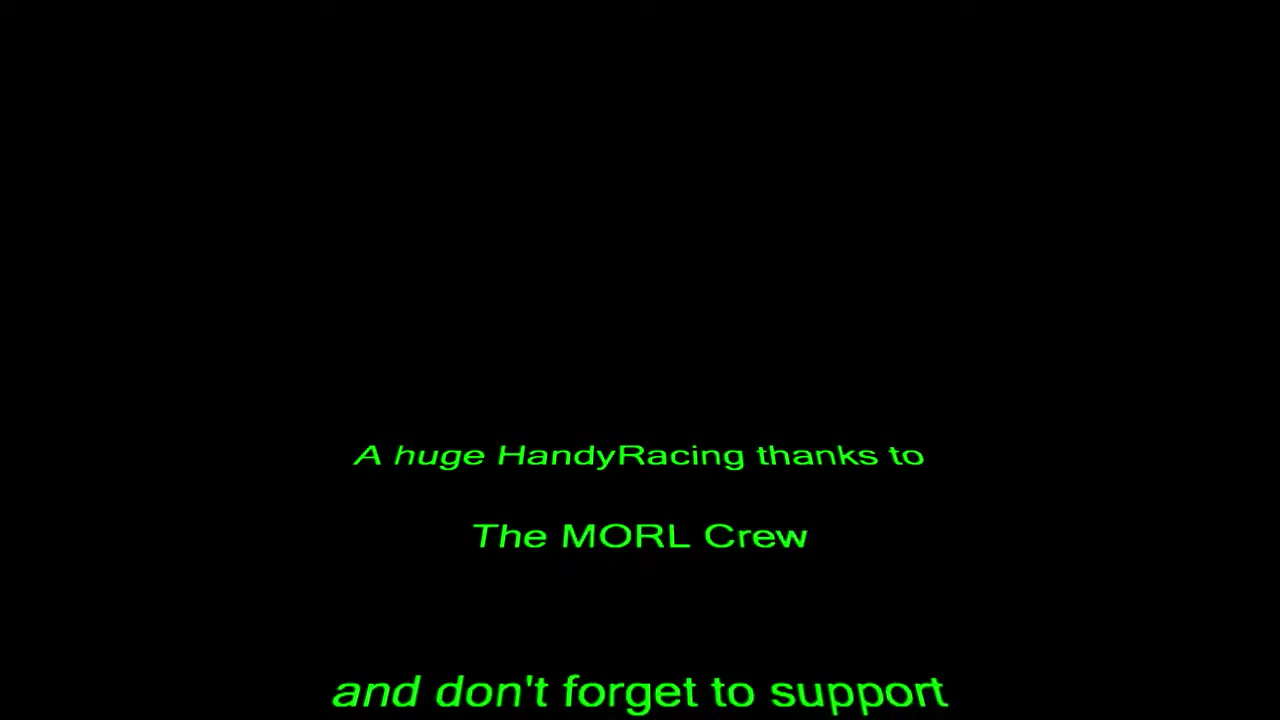 A huge HandyRacing thanks to
The MORL Crew
and don't forget to support